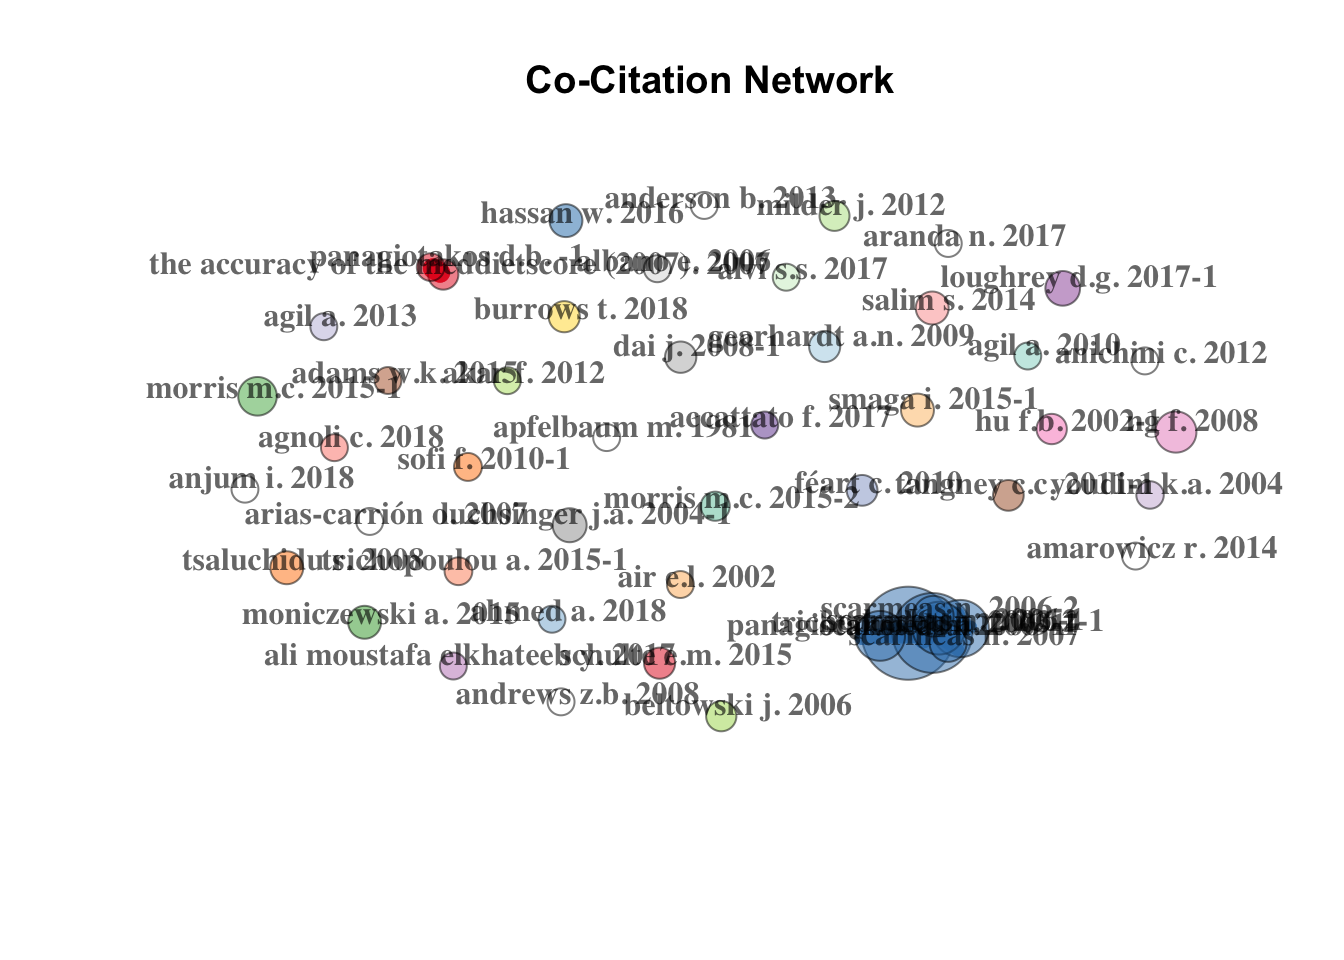 Co-Citation Network
anderson b. 2013
milder j. 2012
hassan w. 2016
aranda n. 2017
panagiotakos d.b. -1
albano e. 2006
the accuracy of the meddietscore (2007).
alvi s.s. 2017
loughrey d.g. 2017-1
salim s. 2014
burrows t. 2018
agil a. 2013
gearhardt a.n. 2009
dai j. 2008-1
agil a. 2010
amichini c. 2012
adams w.k. 2015
akar f. 2012
morris m.c. 2015-1
smaga i. 2015-1
accattato f. 2017
hu f.b. 2002-1
ng f. 2008
apfelbaum m. 1981
agnoli c. 2018
sofi f. 2010-1
anjum i. 2018
féart c. 2010
tangney c.c. 2011-1
youdim k.a. 2004
morris m.c. 2015-2
arias-carrión o. 2007
luchsinger j.a. 2004-1
amarowicz r. 2014
tsaluchidu s. 2008
trichopoulou a. 2015-1
air e.l. 2002
moniczewski a. 2015
ahmed a. 2018
scarmeas n. 2006-2
scarmeas n. 2007
ali moustafa elkhateeb y. 2017
schulte e.m. 2015
andrews z.b. 2008
beltowski j. 2006